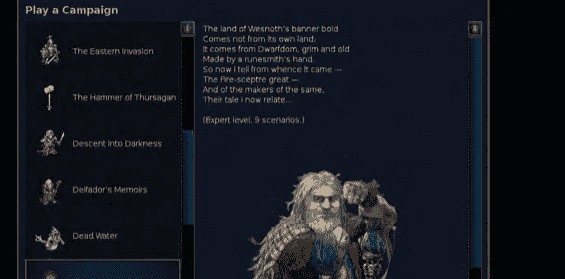 Play a Campaign
The Eastern Invasion
The Hammer of Thursagan
Descent Into Darkness
Delfador's Memoirs
Dead Water
The land of Wesnoth's banner bold
Comes not from its own land;
It comes from Dwarfdom, grim and old
Made by a runesmith's hand.
So now I tell from whence it came —
The Fire-sceptre great —
And of the makers of the same,
Their tale I now relate...
(Expert level, 9 scenarios.)